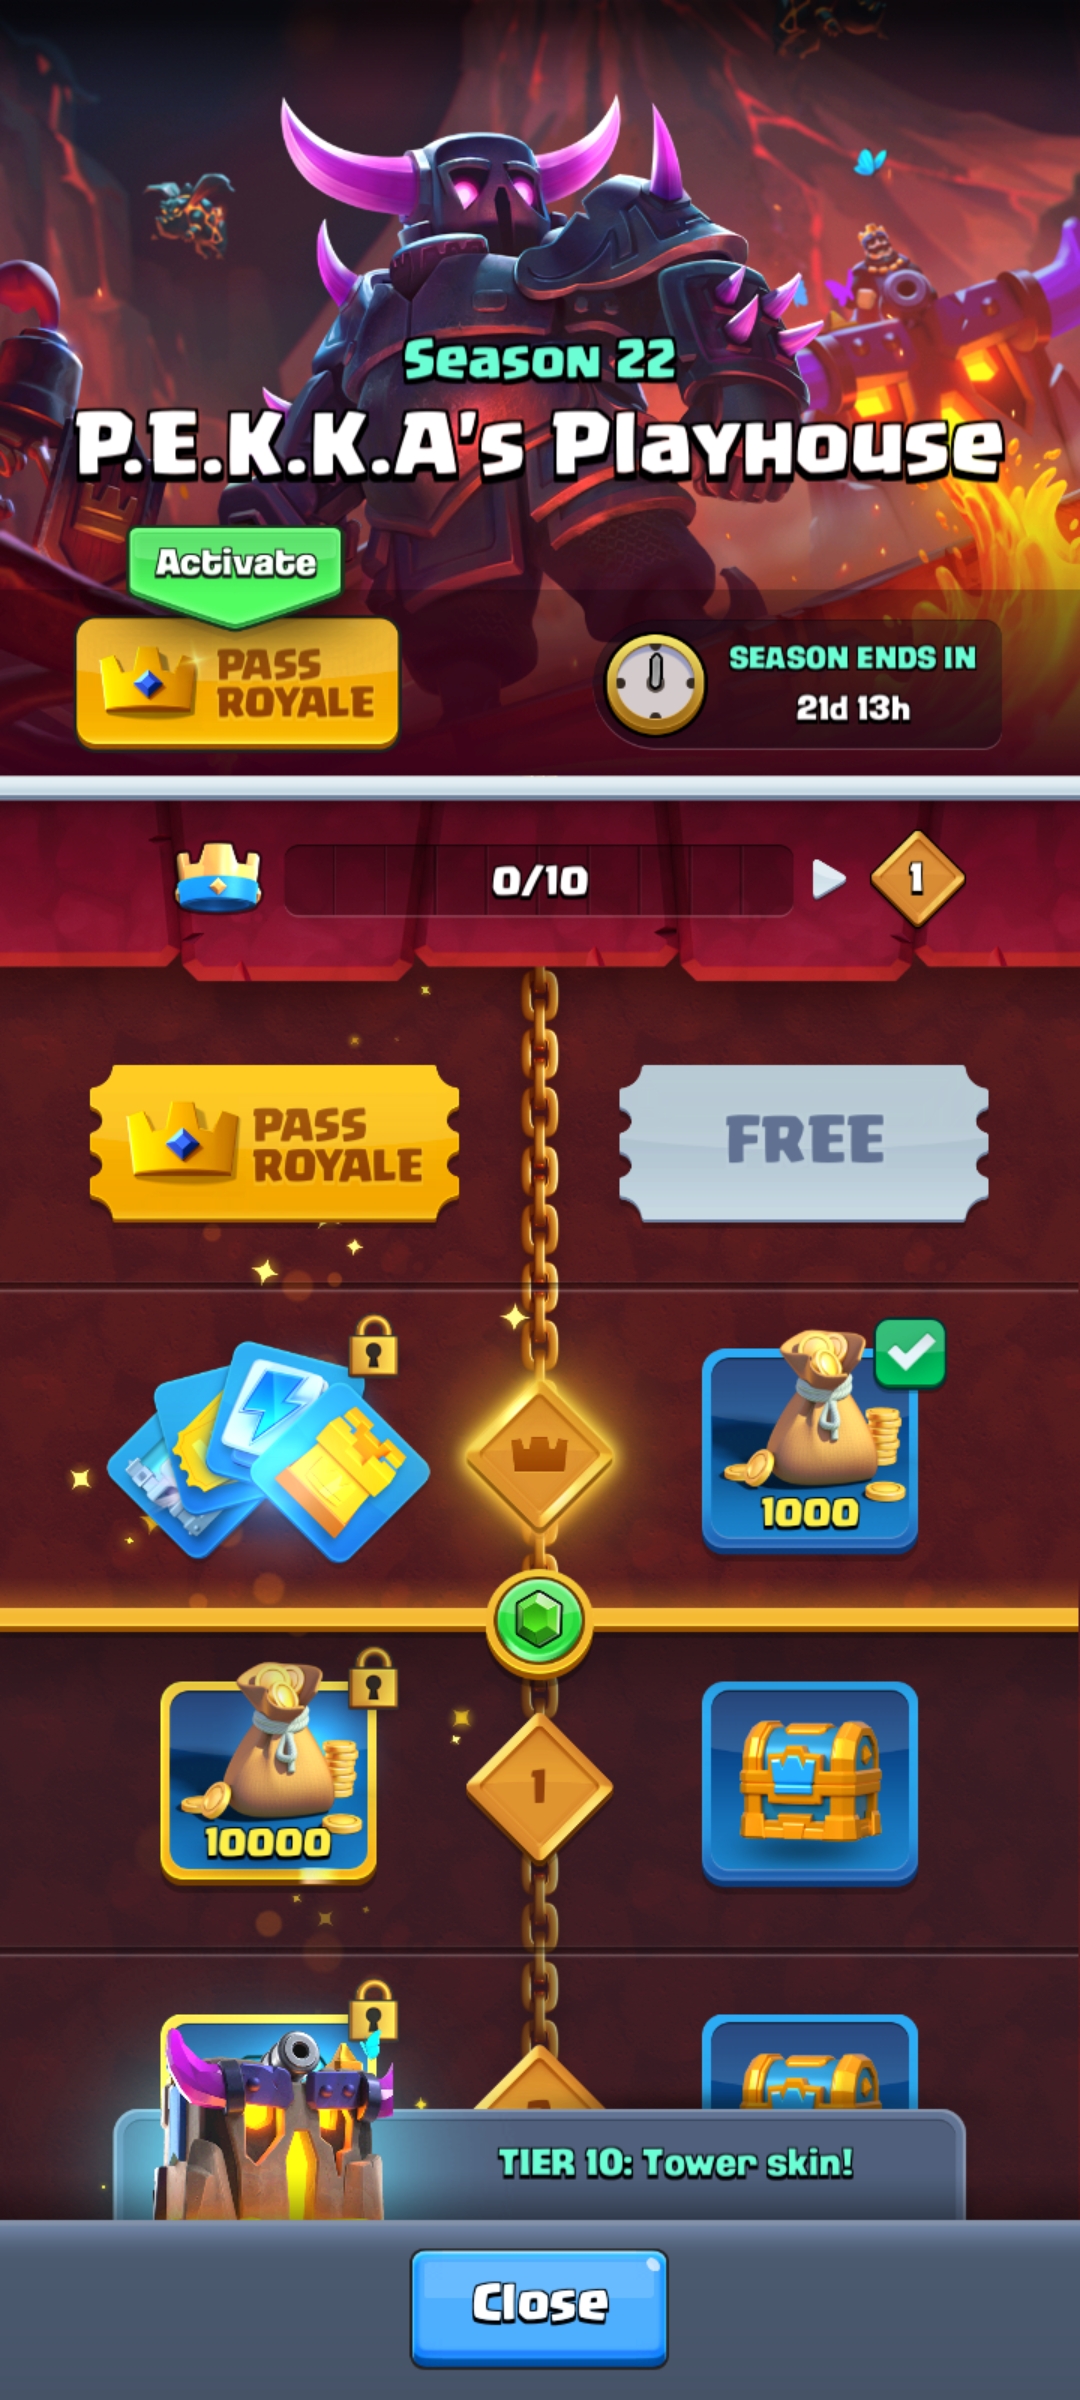 Season 22
P.E.K.K.A's Playhouse
Activate
PASS
ROYALE
SEASON ENDS IN
21d 13h
0/10
1
PASS
ROYALE
FREE
1000
10000
1
TIER 10: Tower skin!
Close